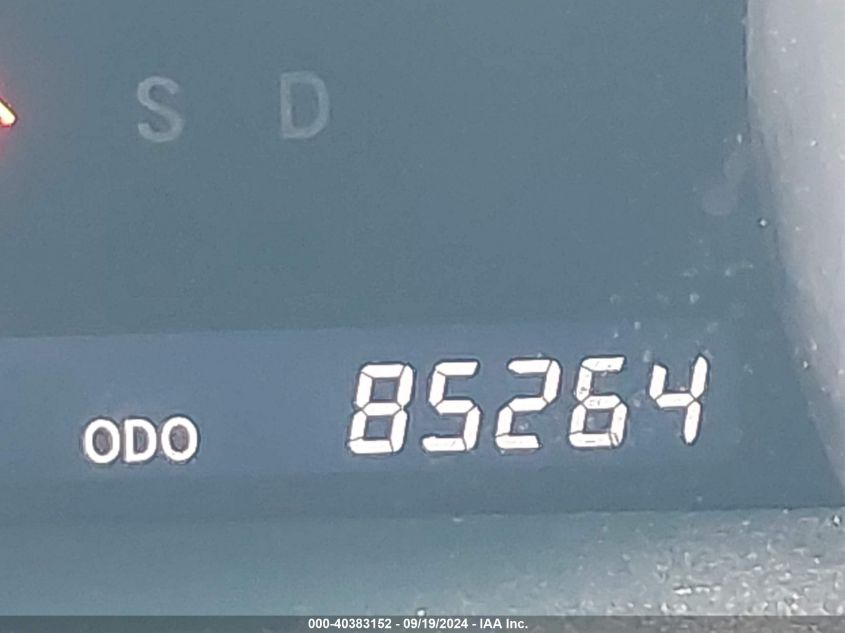 S D
ODO 85264
000-40383152 - 09/19/2024 - IAA Inc.